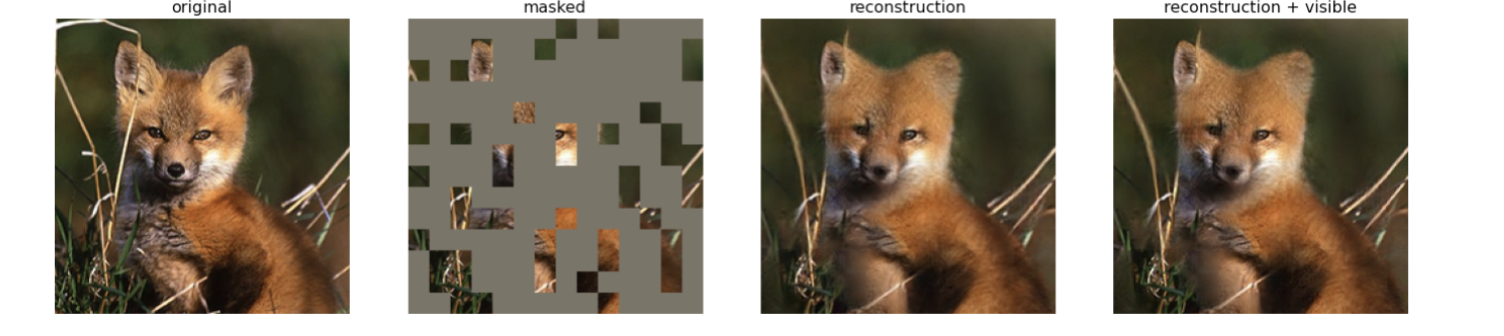 original
masked
reconstruction
reconstruction + visible